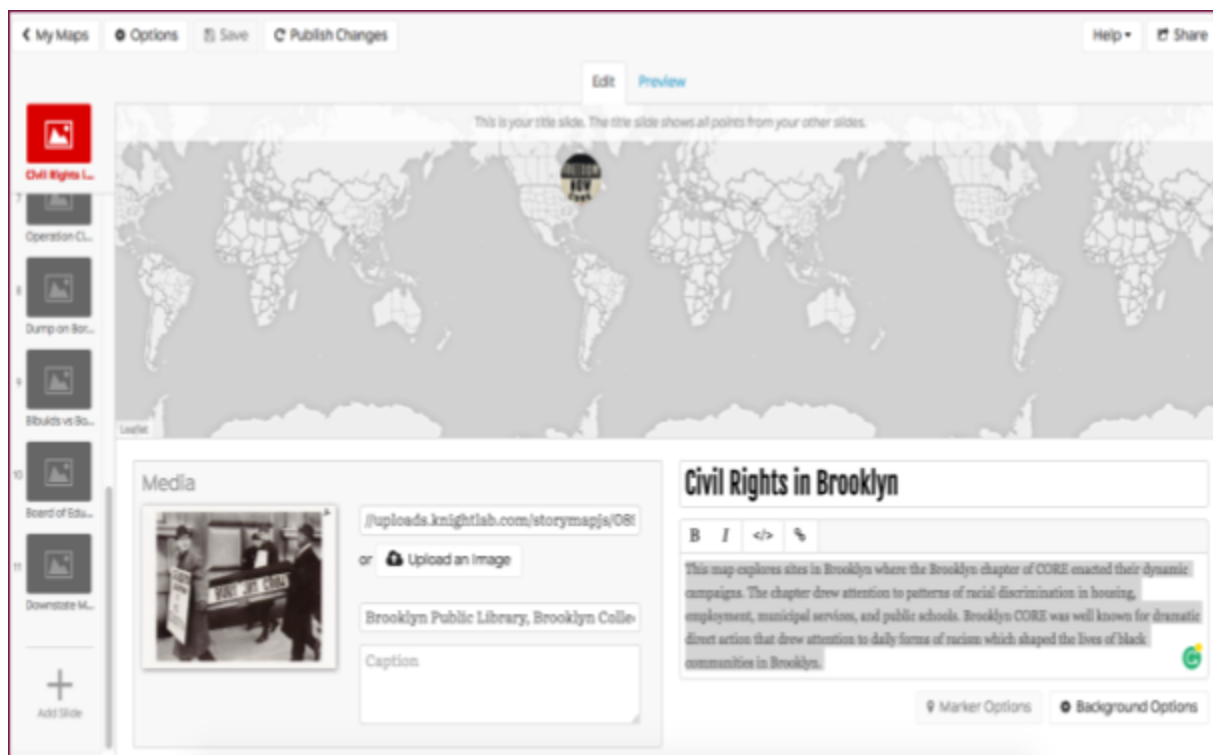 My Maps Options Save Publish Changes Help Share
Edit Preview
This is your title slide. The title slide shows all points from your other slides.
Civil Rights i...
7
Operation Cl...
8
Dump on Bor...
9
Bibuids vs Bo...
10
Board of Edu...
11
Downstate M...
Add Slide
FREEDOM
NOW
CORE
Leaflet
Media
//uploads.knightlab.com/storymapjs/08
or Upload an Image
Brooklyn Public Library, Brooklyn Colle
Caption
Civil Rights in Brooklyn
B I </>
This map explores sites in Brooklyn where the Brooklyn chapter of CORE enacted their dynamic
campaigns. The chapter drew attention to patterns of racial discrimination in housing,
employment, municipal services, and public schools. Brooklyn CORE was well known for dramatic
direct action that drew attention to daily forms of racism which shaped the lives of black
communities in Brooklyn.
Marker Options Background Options